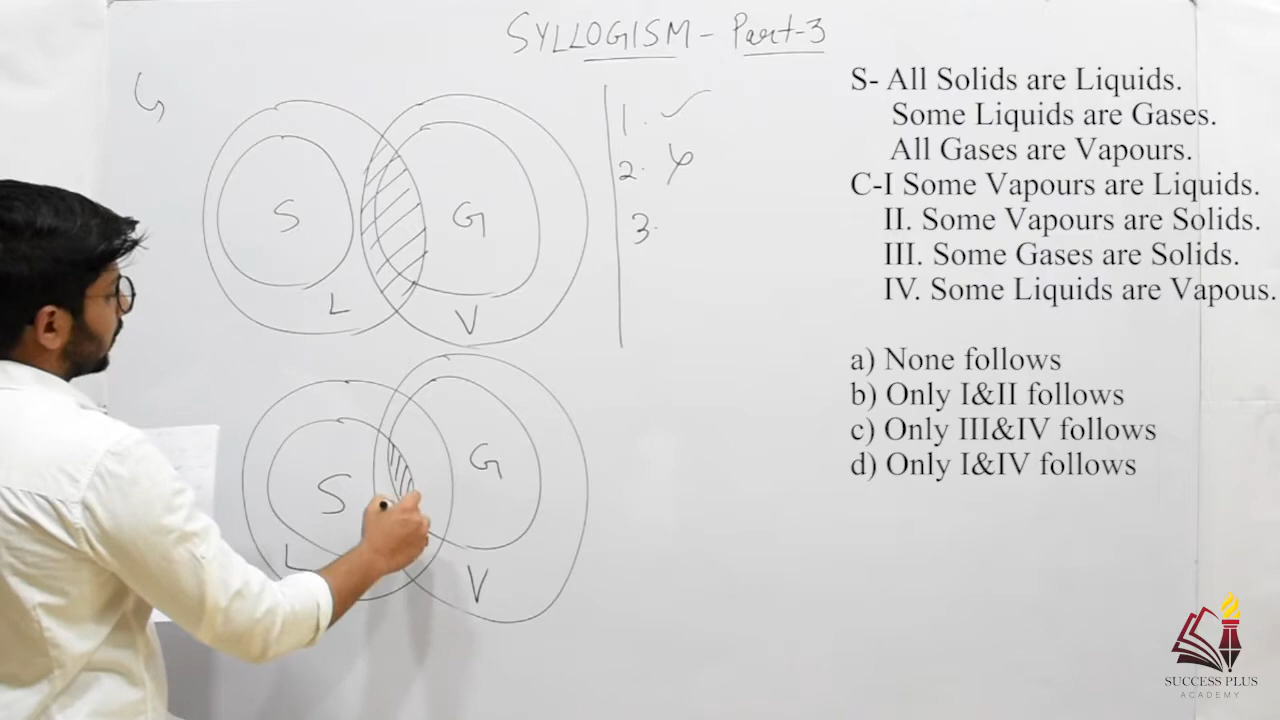 SYLLOGISM - Part-3
S
G
L
V
1. ✓
2.
3.
S
G
L
V
S- All Solids are Liquids.
Some Liquids are Gases.
All Gases are Vapours.
C-I Some Vapours are Liquids.
II. Some Vapours are Solids.
III. Some Gases are Solids.
IV. Some Liquids are Vapous.
a) None follows
b) Only I&II follows
c) Only III&IV follows
d) Only I&IV follows
SUCCESS PLUS
ACADEMY